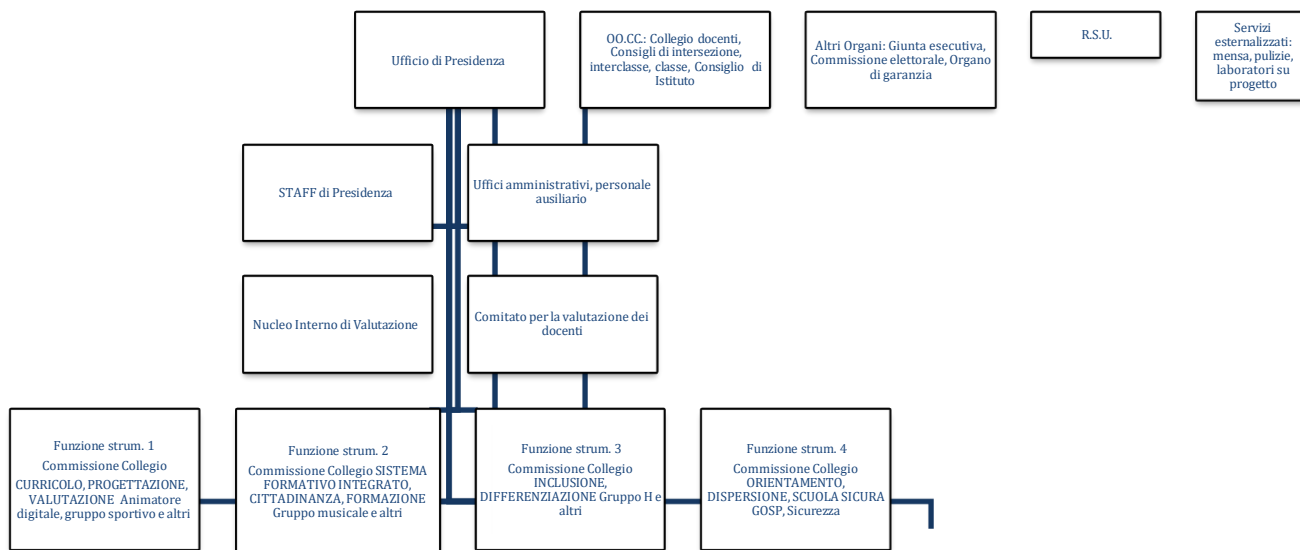 Ufficio di Presidenza
OO.CC.: Collegio docenti,
Consigli di intersezione,
interclasse, classe, Consiglio di
Istituto
Altri Organi: Giunta esecutiva,
Commissione elettorale, Organo
di garanzia
R.S.U.
Servizi
esternalizzati:
mensa, pulizie,
laboratori su
progetto
STAFF di Presidenza
Uffici amministrativi, personale
ausiliario
Nucleo Interno di Valutazione
Comitato per la valutazione dei
docenti
Funzione strum. 1
Commissione Collegio
CURRICOLO, PROGETTAZIONE,
VALUTAZIONE Animatore
digitale, gruppo sportivo e altri
Funzione strum. 2
Commissione Collegio SISTEMA
FORMATIVO INTEGRATO,
CITTADINANZA, FORMAZIONE
Gruppo musicale e altri
Funzione strum. 3
Commissione Collegio
INCLUSIONE,
DIFFERENZIAZIONE Gruppo H e
altri
Funzione strum. 4
Commissione Collegio
ORIENTAMENTO,
DISPERSIONE, SCUOLA SICURA
GOSP, Sicurezza